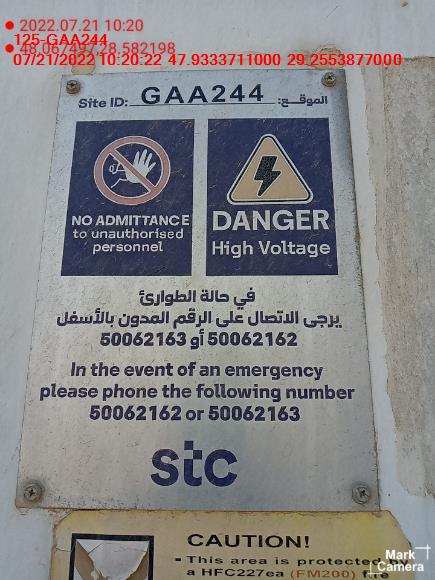 2022.07.21 10:20
125-GAA244
48.067497,28.582198
07/21/2022 10:20:22 47.9333711000 29.2553877000
Site ID: GAA244 الموقع:
NO ADMITTANCE
to unauthorised
personnel
DANGER
High Voltage
في حالة الطوارئ
يرجى الاتصال على الرقم المدون بالأسفل
50062162 أو 50062163
In the event of an emergency
please phone the following number
50062162 or 50062163
stc
CAUTION!
- This area is protected
a HFC227ea (FM200)
Mark
Camera